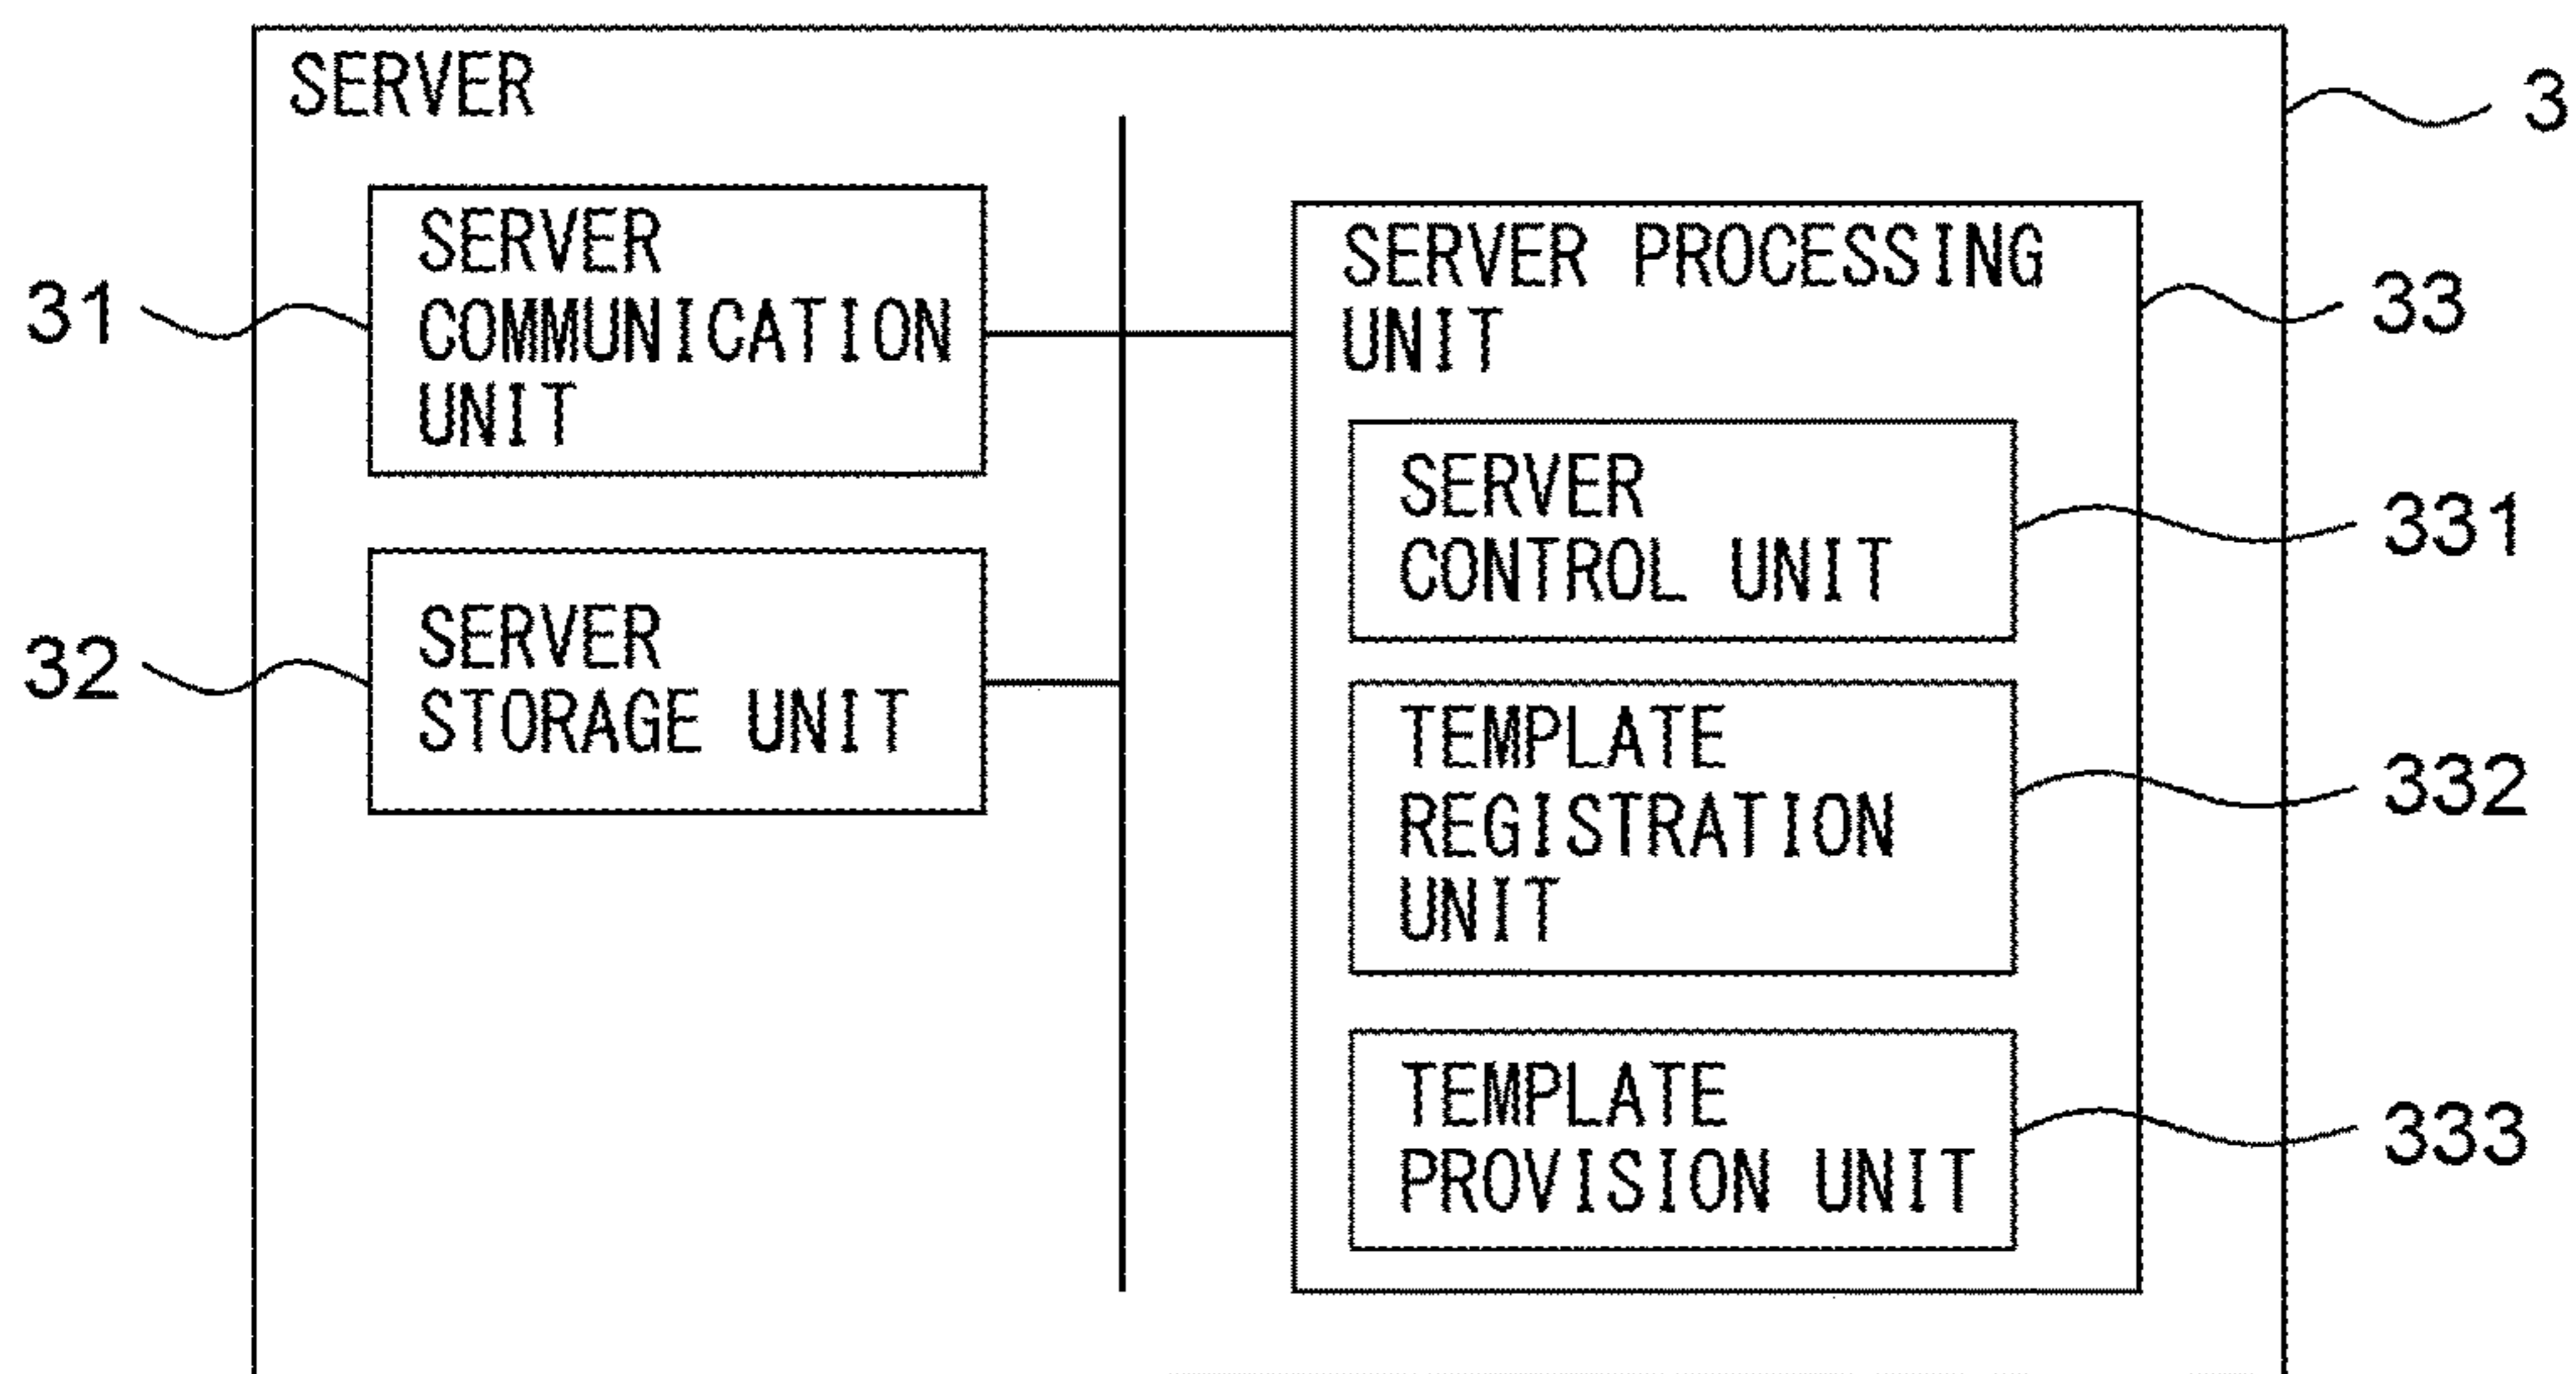 SERVER
3
SERVER
COMMUNICATION
UNIT
31
SERVER
STORAGE UNIT
32
SERVER PROCESSING
UNIT
33
SERVER
CONTROL UNIT
331
TEMPLATE
REGISTRATION
UNIT
332
TEMPLATE
PROVISION UNIT
333